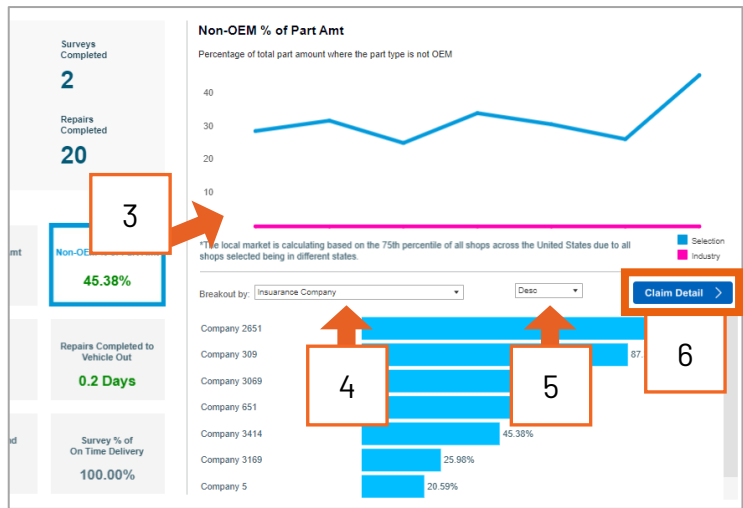 Surveys
Completed
2
Repairs
Completed
20
3
mt
Non-OE
45.38%
Repairs Completed to
Vehicle Out
0.2 Days
Survey % of
On Time Delivery
100.00%
Non-OEM % of Part Amt
Percentage of total part amount where the part type is not OEM
40
30
20
10
*The local market is calculating based on the 75th percentile of all shops across the United States due to all
shops selected being in different states.
Selection
Industry
Breakout by:
Insuarance Company
Desc
Claim Detail
4
5
6
Company 2651
Company 309
87.
Company 3069
Company 651
Company 3414
45.38%
Company 3169
25.98%
Company 5
20.59%